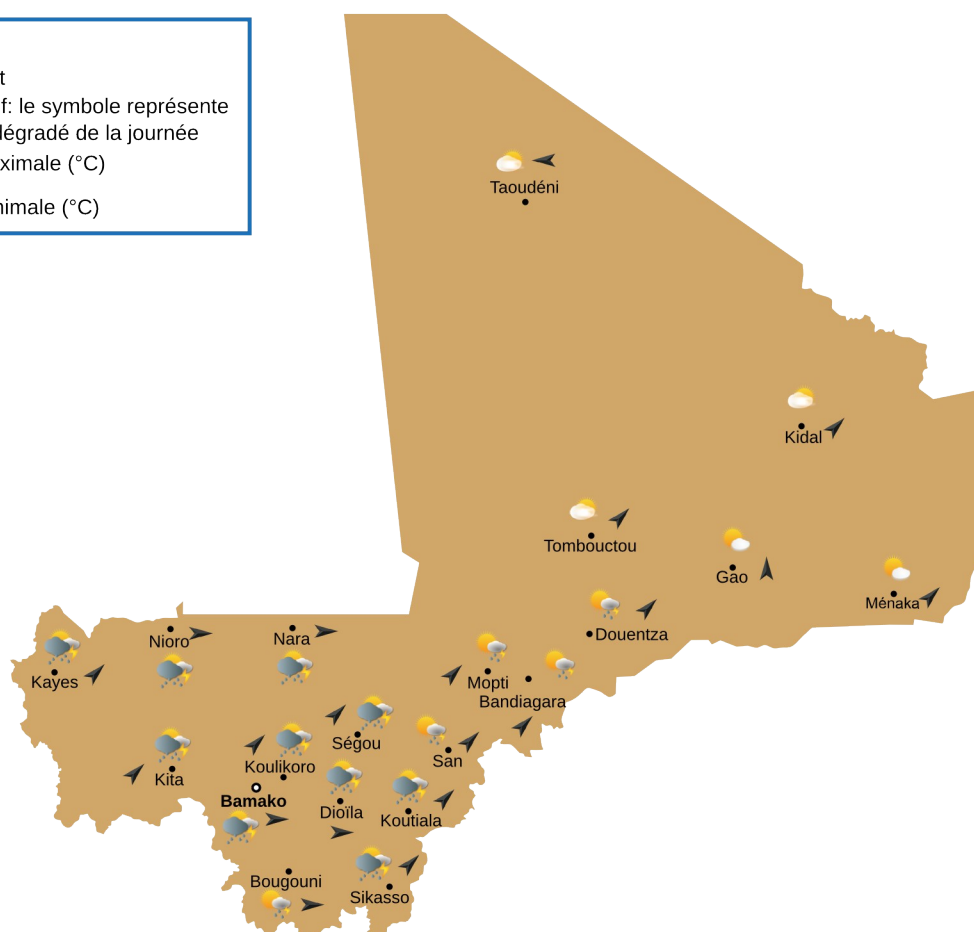 t
f: le symbole représente
dégradé de la journée
ximale (°C)
nimale (°C)
Taoudéni
Kidal
Tombouctou
Gao
Ménaka
Douentza
Nioro
Nara
Kayes
Mopti
Bandiagara
Ségou
San
Koulikoro
Kita
Bamako
Dioïla
Koutiala
Bougouni
Sikasso